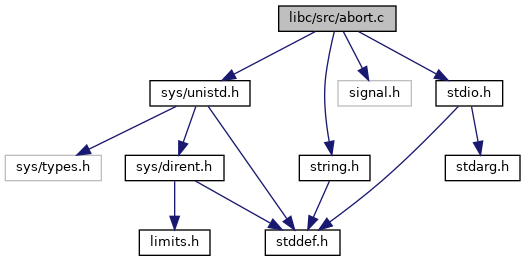 libc/src/abort.c
sys/unistd.h
signal.h
stdio.h
sys/types.h
sys/dirent.h
string.h
stdarg.h
limits.h
stddef.h